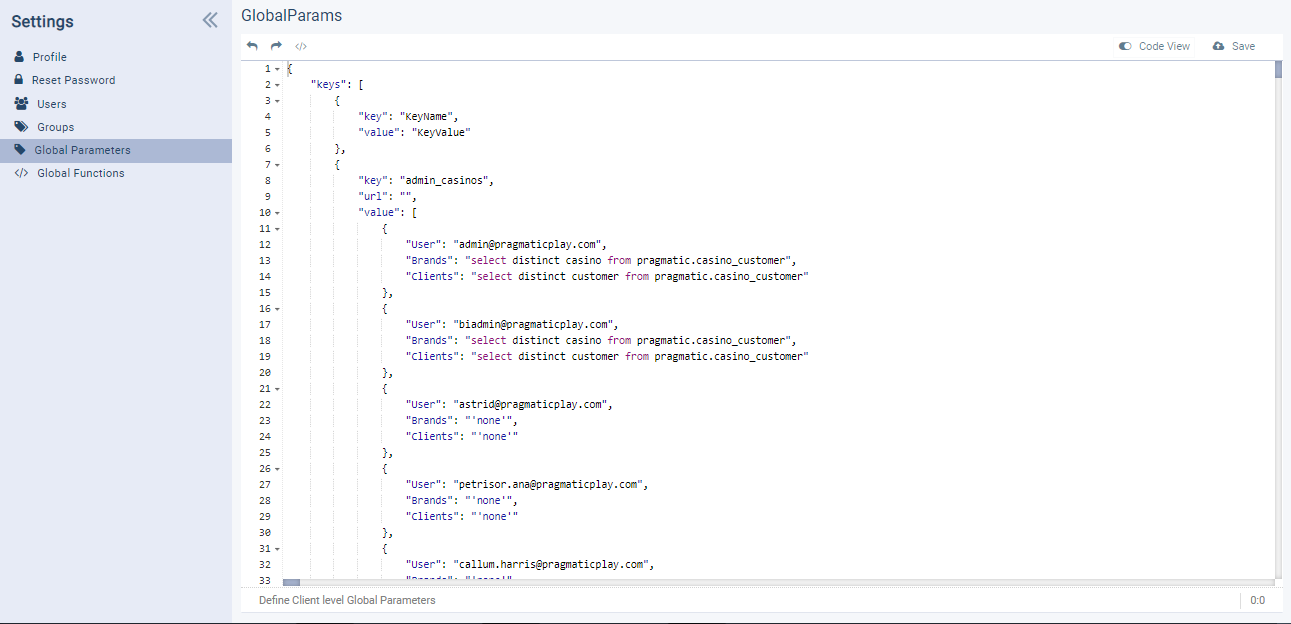 Settings
Profile
Reset Password
Users
Groups
Global Parameters
</> Global Functions
GlobalParams
</>
Code View
Save
1 {
2 "keys": [
3 {
4 "key": "KeyName",
5 "value": "KeyValue"
6 },
7 {
8 "key": "admin_casinos",
9 "url": "",
10 "value": [
11 {
12 "User": "admin@pragmaticplay.com",
13 "Brands": "select distinct casino from pragmatic.casino_customer",
14 "Clients": "select distinct customer from pragmatic.casino_customer"
15 },
16 {
17 "User": "biadmin@pragmaticplay.com",
18 "Brands": "select distinct casino from pragmatic.casino_customer",
19 "Clients": "select distinct customer from pragmatic.casino_customer"
20 },
21 {
22 "User": "astrid@pragmaticplay.com",
23 "Brands": "'none'",
24 "Clients": "'none'"
25 },
26 {
27 "User": "petrisor.ana@pragmaticplay.com",
28 "Brands": "'none'",
29 "Clients": "'none'"
30 },
31 {
32 "User": "callum.harris@pragmaticplay.com",
33 "Brands": "'none'",
Define Client level Global Parameters
0:0